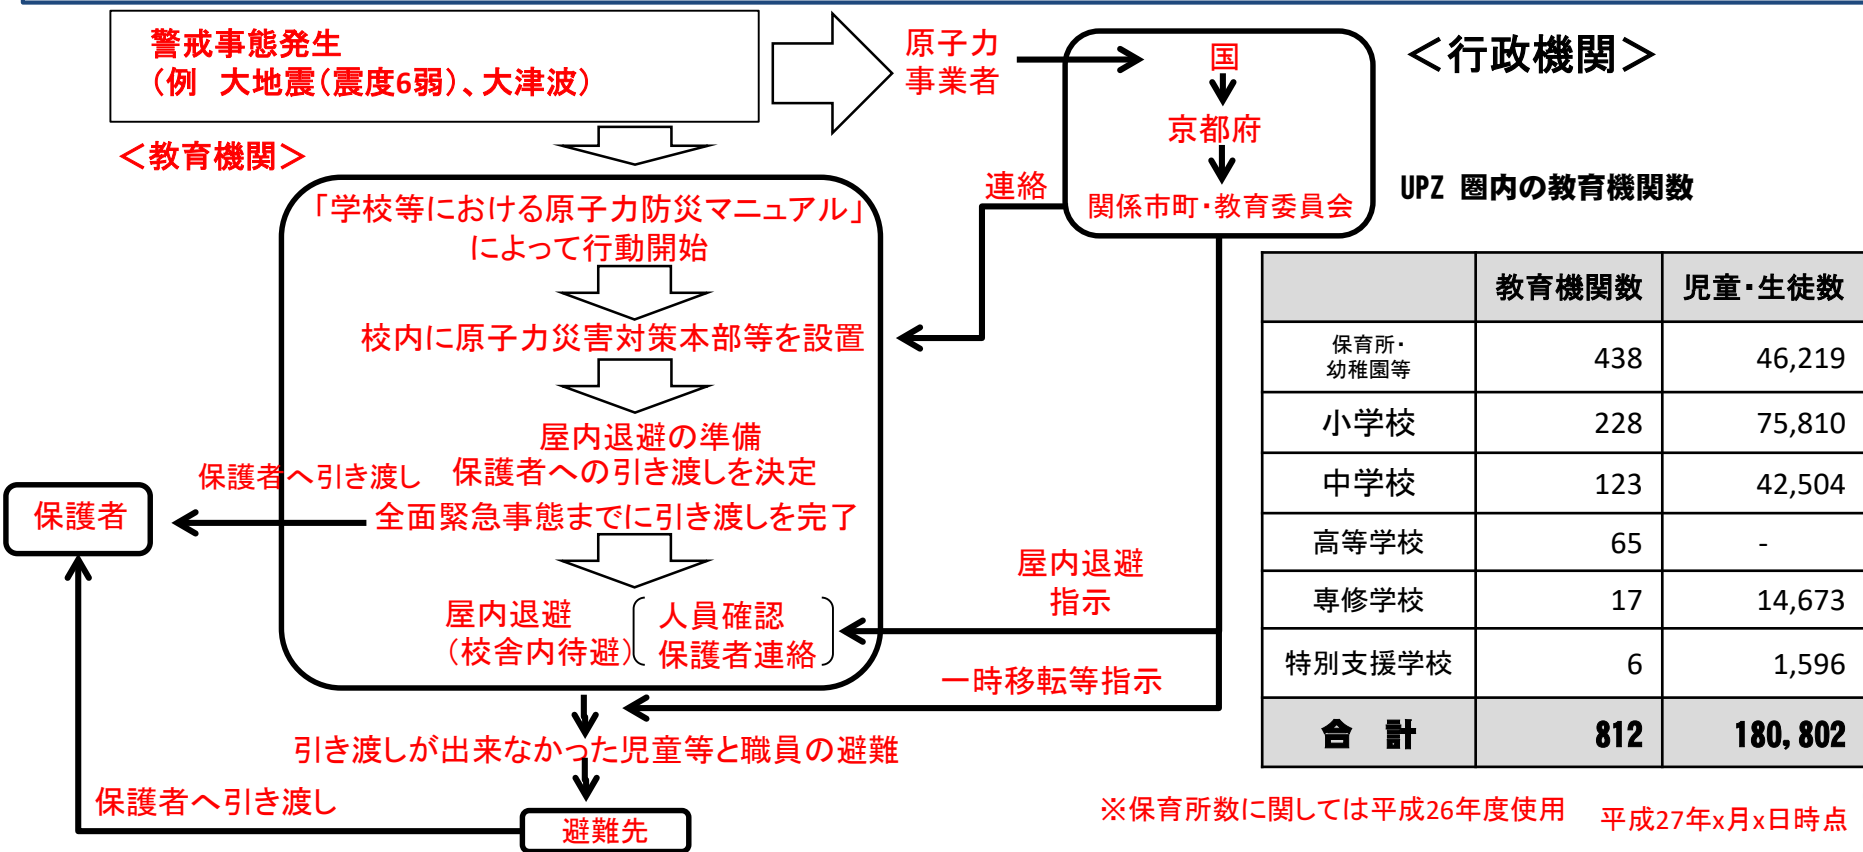 警戒事態発生
（例　大地震（震度6弱）、大津波）
原子力
事業者
国
京都府
関係市町・教育委員会
＜行政機関＞
＜教育機関＞
連絡
「学校等における原子力防災マニュアル」
によって行動開始
校内に原子力災害対策本部等を設置
屋内退避の準備
保護者への引き渡しを決定
全面緊急事態までに引き渡しを完了
保護者へ引き渡し
保護者
屋内退避
（校舎内待避）
人員確認
保護者連絡
屋内退避
指示
一時移転等指示
引き渡しが出来なかった児童等と職員の避難
保護者へ引き渡し
避難先
UPZ 圏内の教育機関数
教育機関数　児童・生徒数
保育所・
幼稚園等　438　46,219
小学校　228　75,810
中学校　123　42,504
高等学校　65　-
専修学校　17　14,673
特別支援学校　6　1,596
合　計　812　180,802
※保育所数に関しては平成26年度使用
平成27年x月x日時点